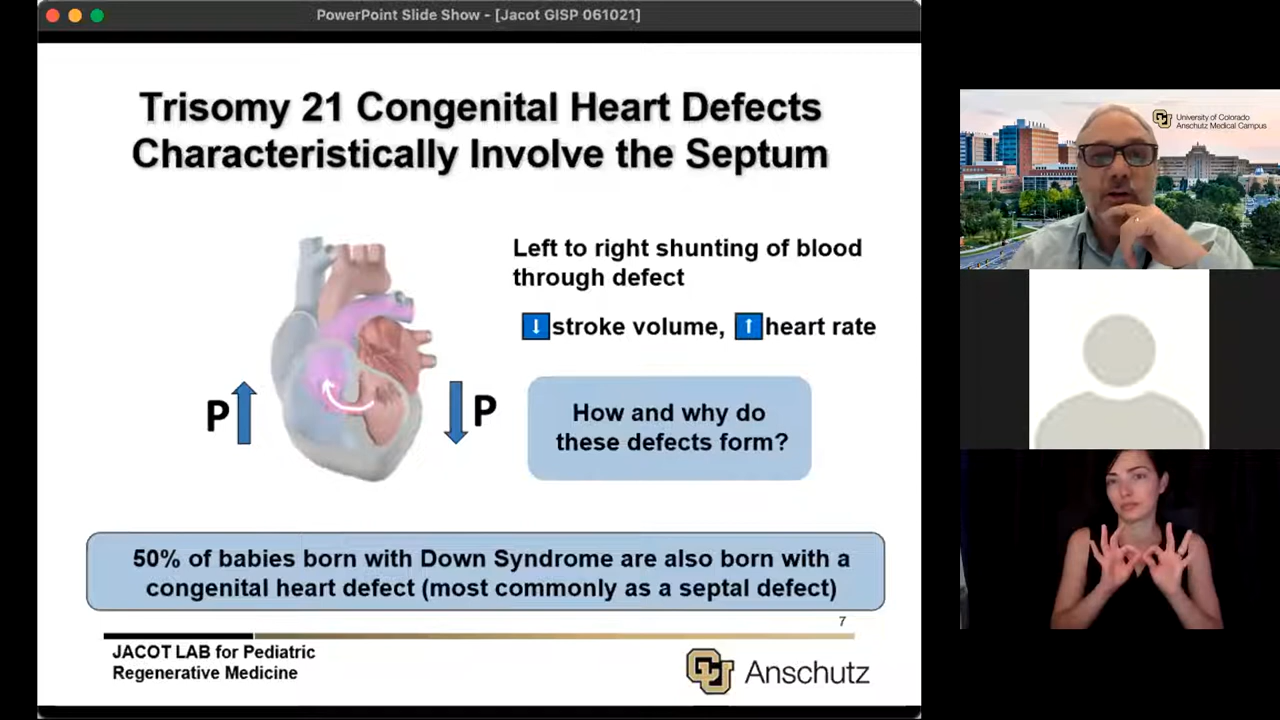 PowerPoint Slide Show - [Jacot GISP 061021]
Trisomy 21 Congenital Heart Defects
Characteristically Involve the Septum
Left to right shunting of blood
through defect
↓ stroke volume, ↑ heart rate
P
P
How and why do
these defects form?
50% of babies born with Down Syndrome are also born with a
congenital heart defect (most commonly as a septal defect)
7
JACOT LAB for Pediatric
Regenerative Medicine
CU Anschutz
University of Colorado
Anschutz Medical Campus